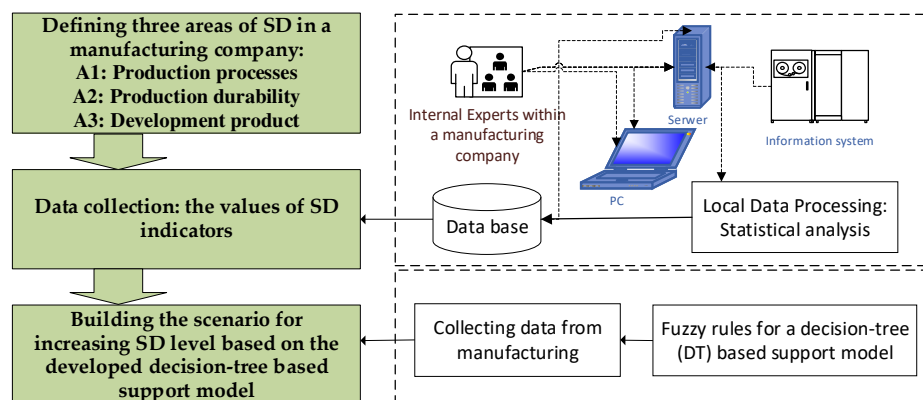 Defining three areas of SD in a
manufacturing company:
A1: Production processes
A2: Production durability
A3: Development product
Data collection: the values of SD
indicators
Building the scenario for
increasing SD level based on the
developed decision-tree based
support model
Internal Experts within
a manufacturing
company
Serwer
Information system
PC
Data base
Local Data Processing:
Statistical analysis
Collecting data from
manufacturing
Fuzzy rules for a decision-tree
(DT) based support model